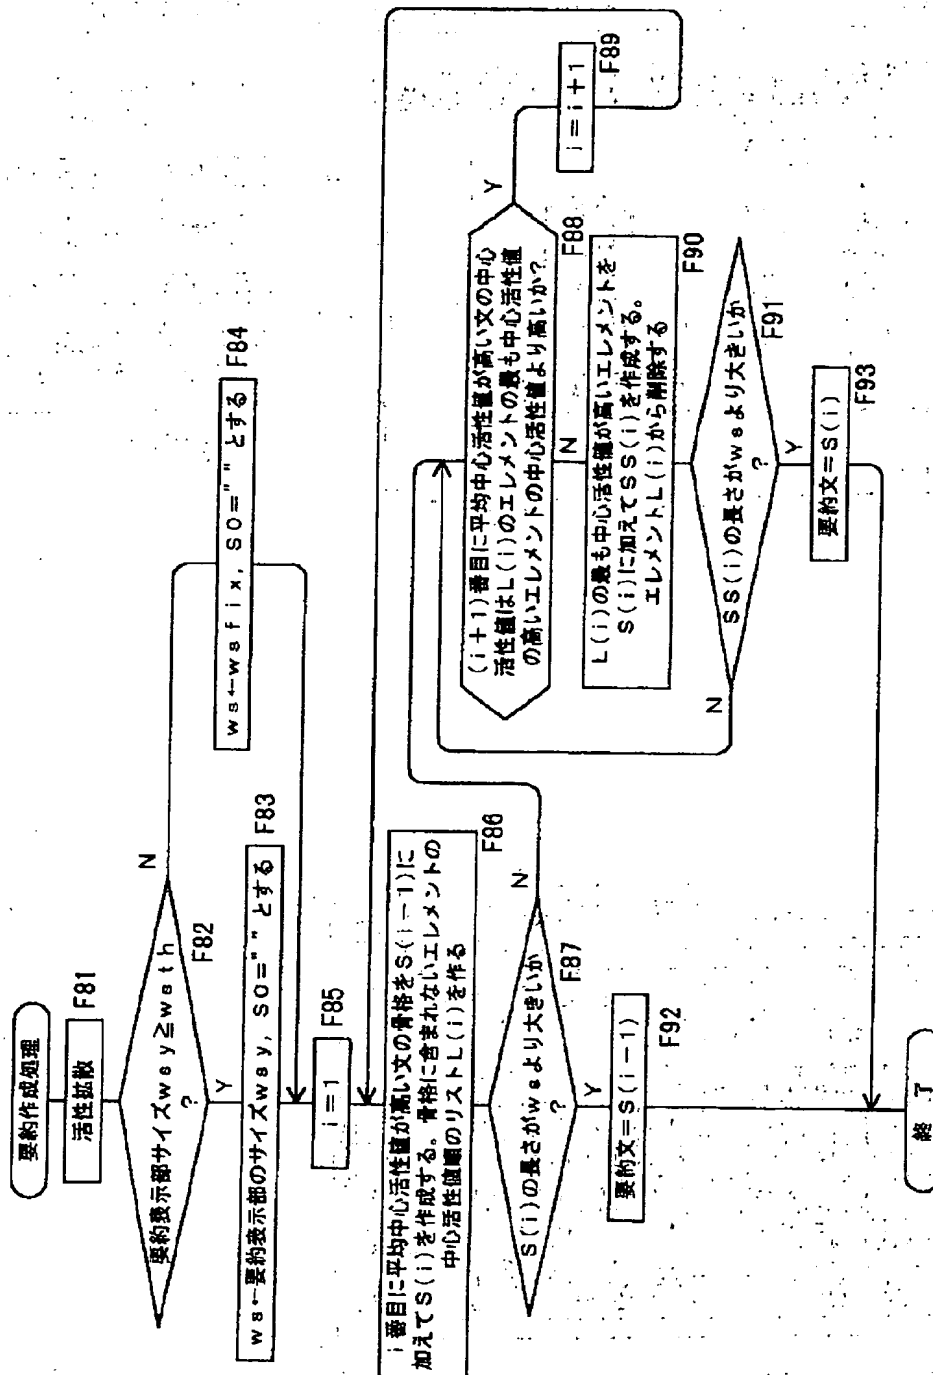 要約作成処理
活性拡散
F81
要約表示部サイズwsy≧wsth
?
F82
N
Y
ws←要約表示部のサイズwsy, S0="" とする
F83
ws←wsfix, S0="" とする
F84
i=1
F85
i番目に平均中心活性値が高い文の骨格をS(i-1)に
加えてS(i)を作成する。骨格に含まれないエレメントの
中心活性値順のリストL(i)を作る
F86
S(i)の長さがwsより大きいか
?
F87
N
Y
要約文=S(i-1)
F92
(i+1)番目に平均中心活性値が高い文の中心
活性値はL(i)のエレメントの最も中心活性値
の高いエレメントの中心活性値より高いか?
F88
Y
i=i+1
F89
N
L(i)の最も中心活性値が高いエレメントを
S(i)に加えてSS(i)を作成する。
エレメントL(i)から削除する
F90
SS(i)の長さがwsより大きいか
?
F91
N
Y
要約文=S(i)
F93
終了